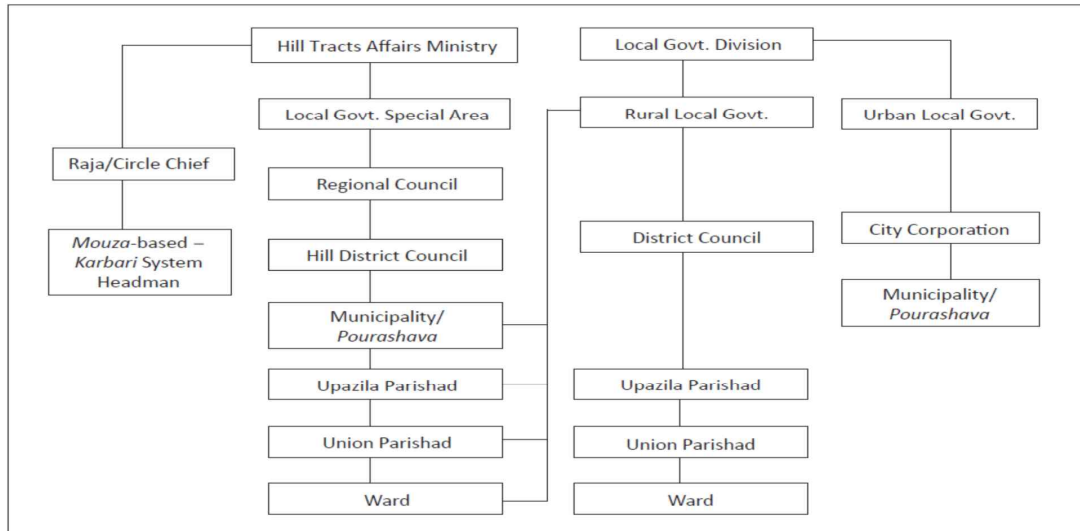 Hill Tracts Affairs Ministry
Local Govt. Division
Local Govt. Special Area
Rural Local Govt.
Urban Local Govt.
Raja/Circle Chief
Regional Council
Mouza-based –
Karbari System
Headman
Hill District Council
District Council
City Corporation
Municipality/
Pourashava
Municipality/
Pourashava
Upazila Parishad
Upazila Parishad
Union Parishad
Union Parishad
Ward
Ward